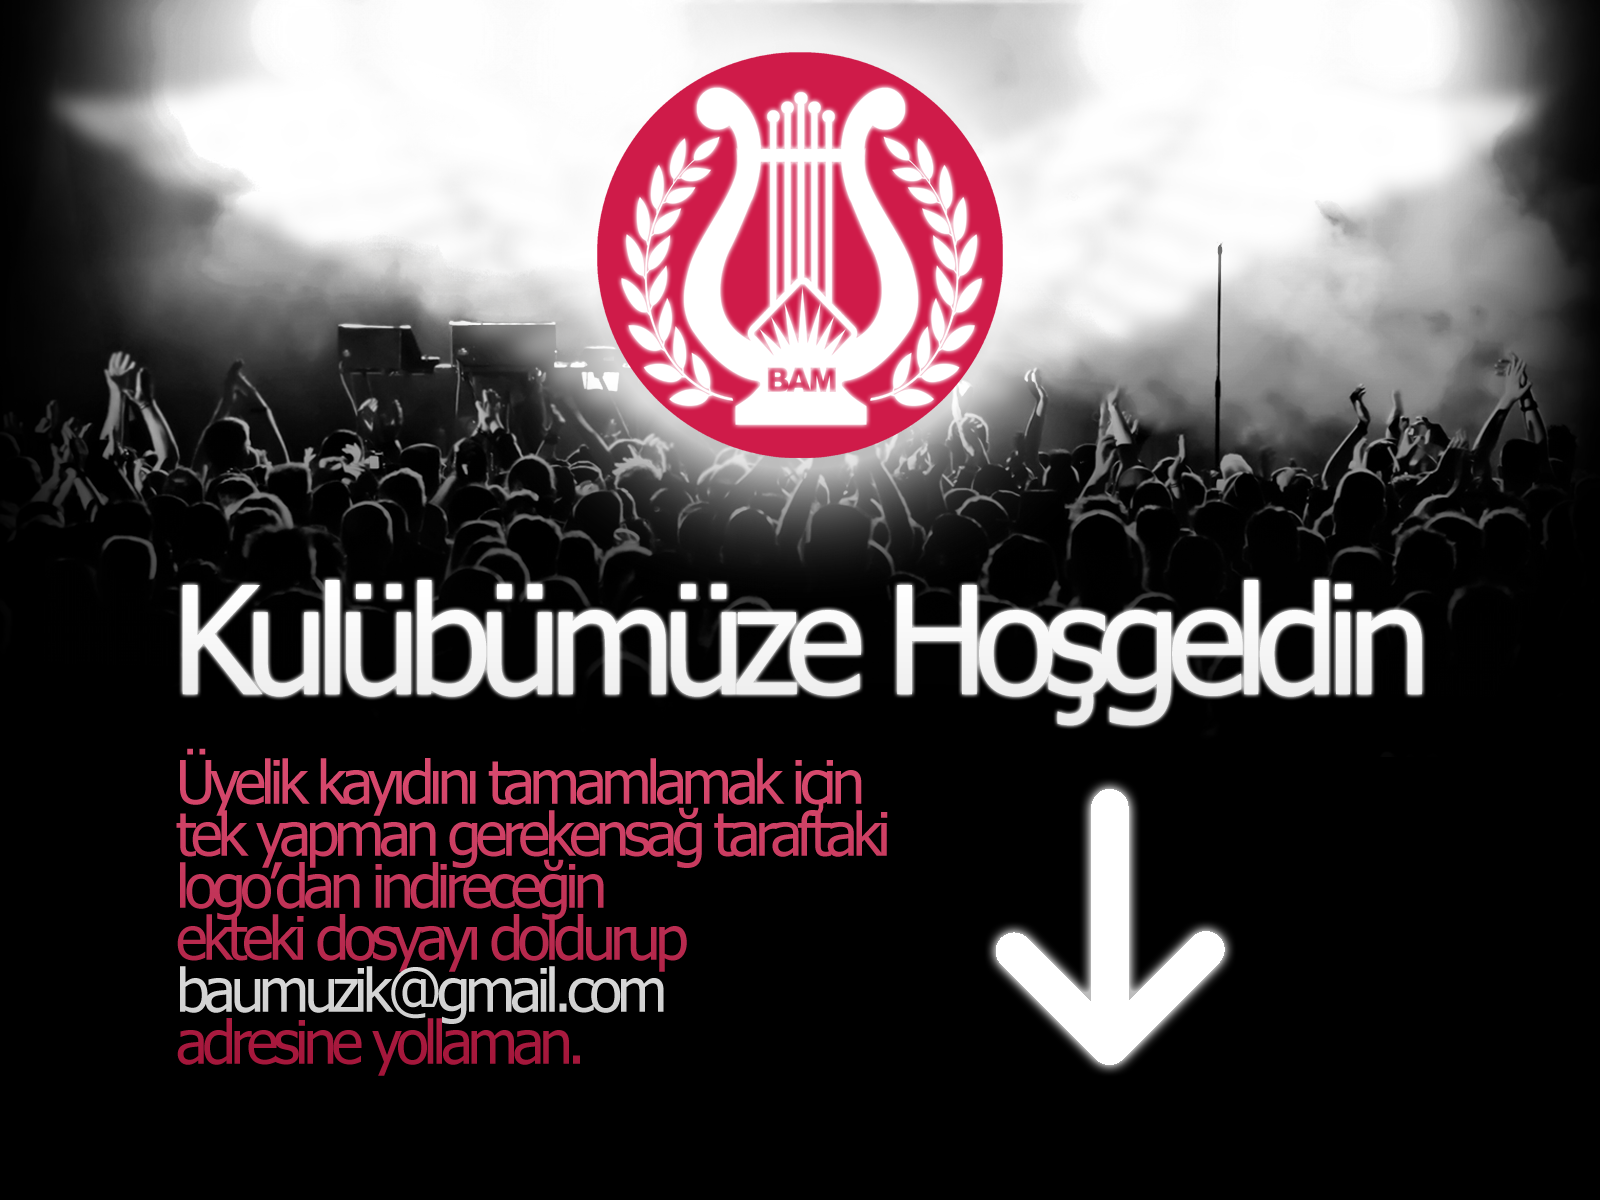 BAM
Kulübümüze Hoşgeldin
Üyelik kayıdını tamamlamak için
tek yapman gerekensağ taraftaki
logo’dan indireceğin
ekteki dosyayı doldurup
baumuzik@gmail.com
adresine yollaman.